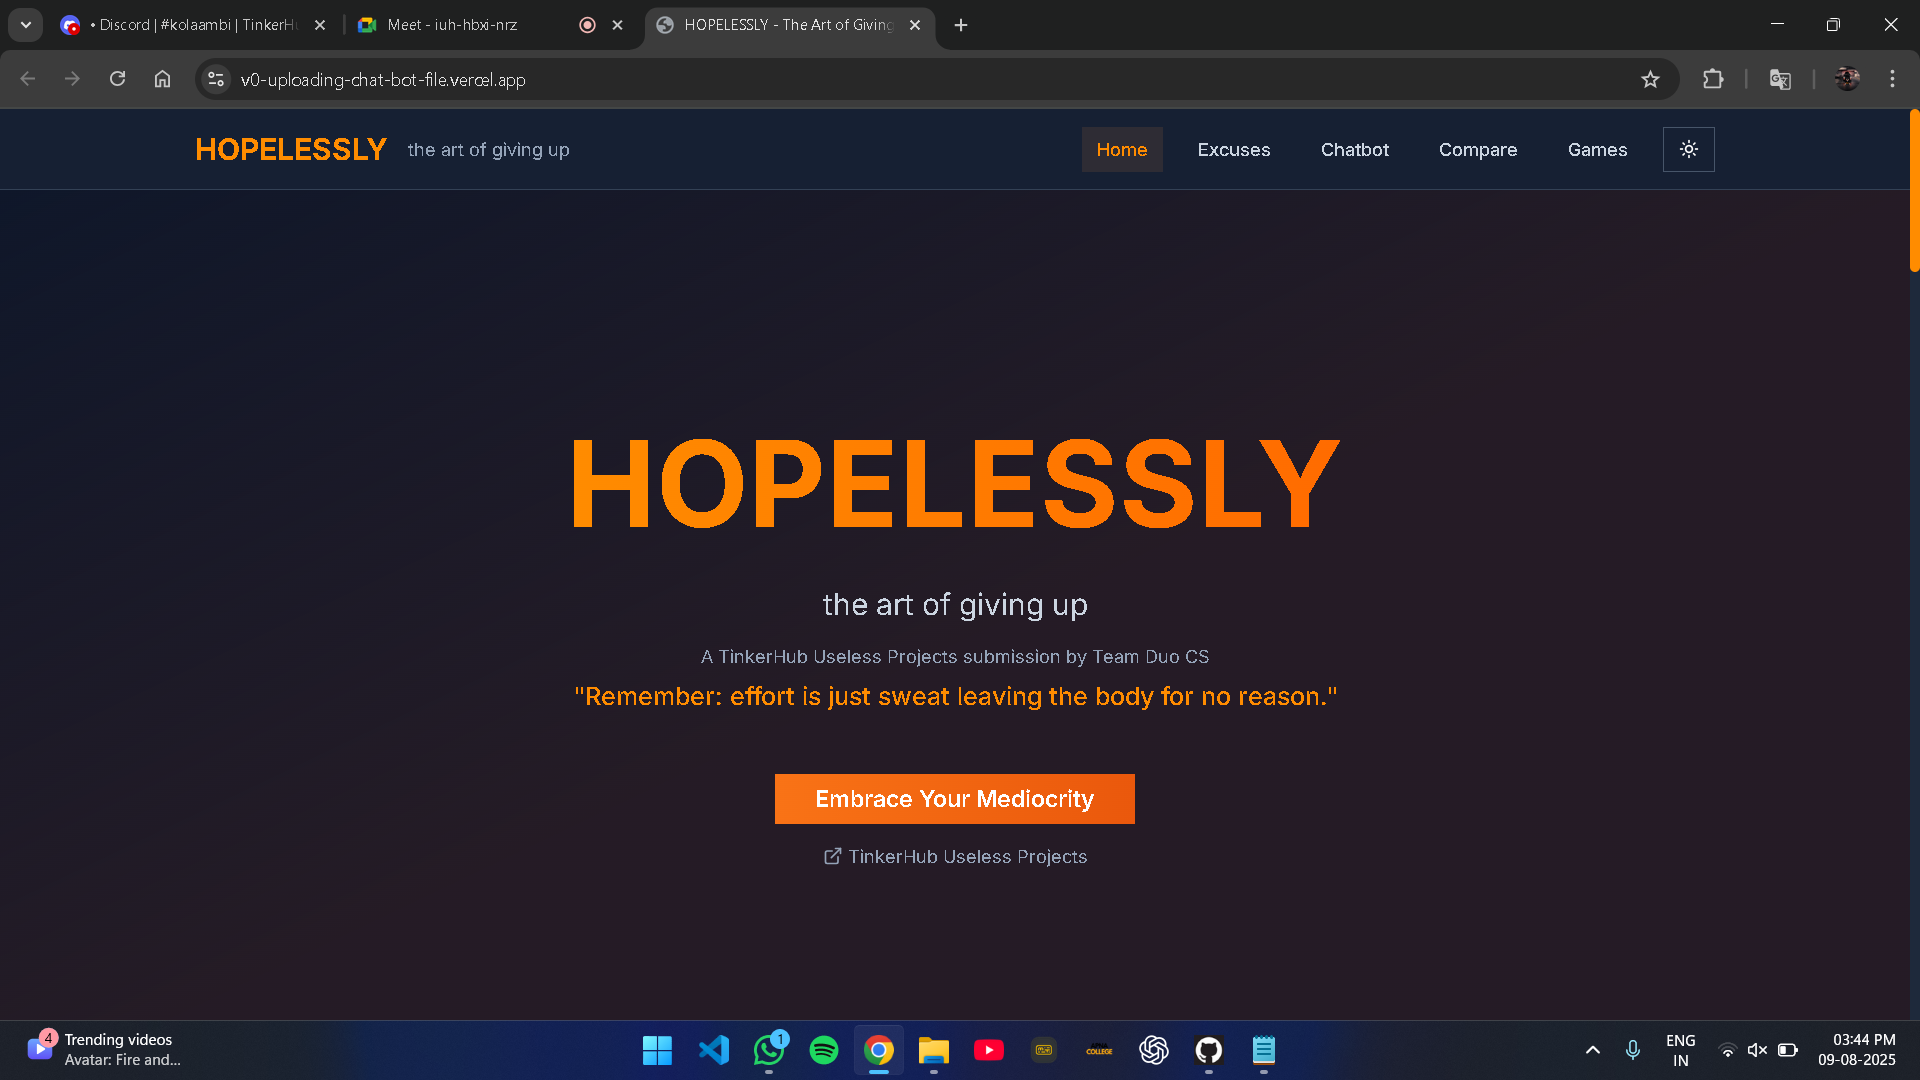 • Discord | #kolaambi | TinkerHu
Meet - iuh-hbxi-nrz
HOPELESSLY - The Art of Giving
v0-uploading-chat-bot-file.vercel.app
HOPELESSLY the art of giving up
Home Excuses Chatbot Compare Games
HOPELESSLY
the art of giving up
A TinkerHub Useless Projects submission by Team Duo CS
"Remember: effort is just sweat leaving the body for no reason."
Embrace Your Mediocrity
TinkerHub Useless Projects
4
Trending videos
Avatar: Fire and...
1
COLLEGE
ENG
IN
03:44 PM
09-08-2025